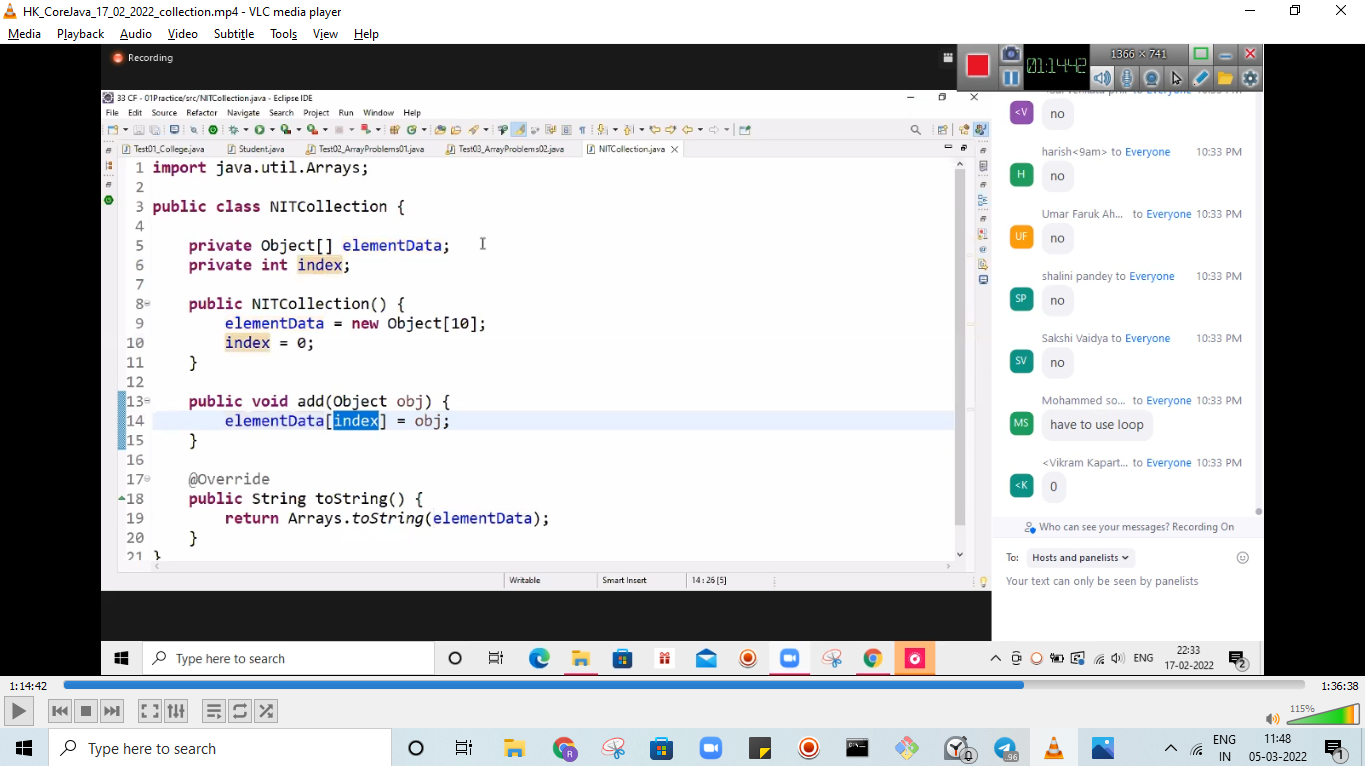 HK_CoreJava_17_02_2022_collection.mp4 - VLC media player
Media Playback Audio Video Subtitle Tools View Help
Recording
1366 × 741
01:14:42
33 CF - 01Practice/src/NITCollection.java - Eclipse IDE
File Edit Source Refactor Navigate Search Project Run Window Help
Test01_College.java Student.java Test02_ArrayProblems01.java Test03_ArrayProblems02.java NITCollection.java
1 import java.util.Arrays;
2
3 public class NITCollection {
4
5 private Object[] elementData;
6 private int index;
7
8 public NITCollection() {
9 elementData = new Object[10];
10 index = 0;
11 }
12
13 public void add(Object obj) {
14 elementData[index] = obj;
15 }
16
17 @Override
18 public String toString() {
19 return Arrays.toString(elementData);
20 }
21 }
Writable Smart Insert 14 : 26 [5]
<V
no
harish<9am> to Everyone 10:33 PM
H
no
Umar Faruk Ah... to Everyone 10:33 PM
UF
no
shalini pandey to Everyone 10:33 PM
SP
no
Sakshi Vaidya to Everyone 10:33 PM
SV
no
Mohammed so... to Everyone 10:33 PM
MS
have to use loop
<Vikram Kapart... to Everyone 10:33 PM
<K
0
Who can see your messages? Recording On
To: Hosts and panelists
Your text can only be seen by panelists
Type here to search
ENG
22:33
17-02-2022
2
1:14:42
1:36:38
115%
Type here to search
R
96
ENG
IN
11:48
05-03-2022
1